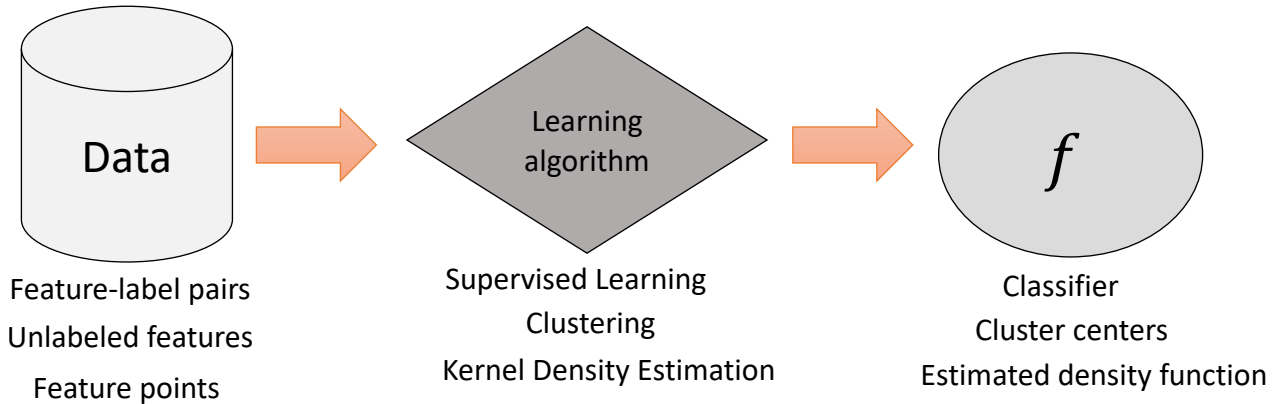 Data
Learning
algorithm
f
Feature-label pairs
Unlabeled features
Feature points
Supervised Learning
Clustering
Kernel Density Estimation
Classifier
Cluster centers
Estimated density function